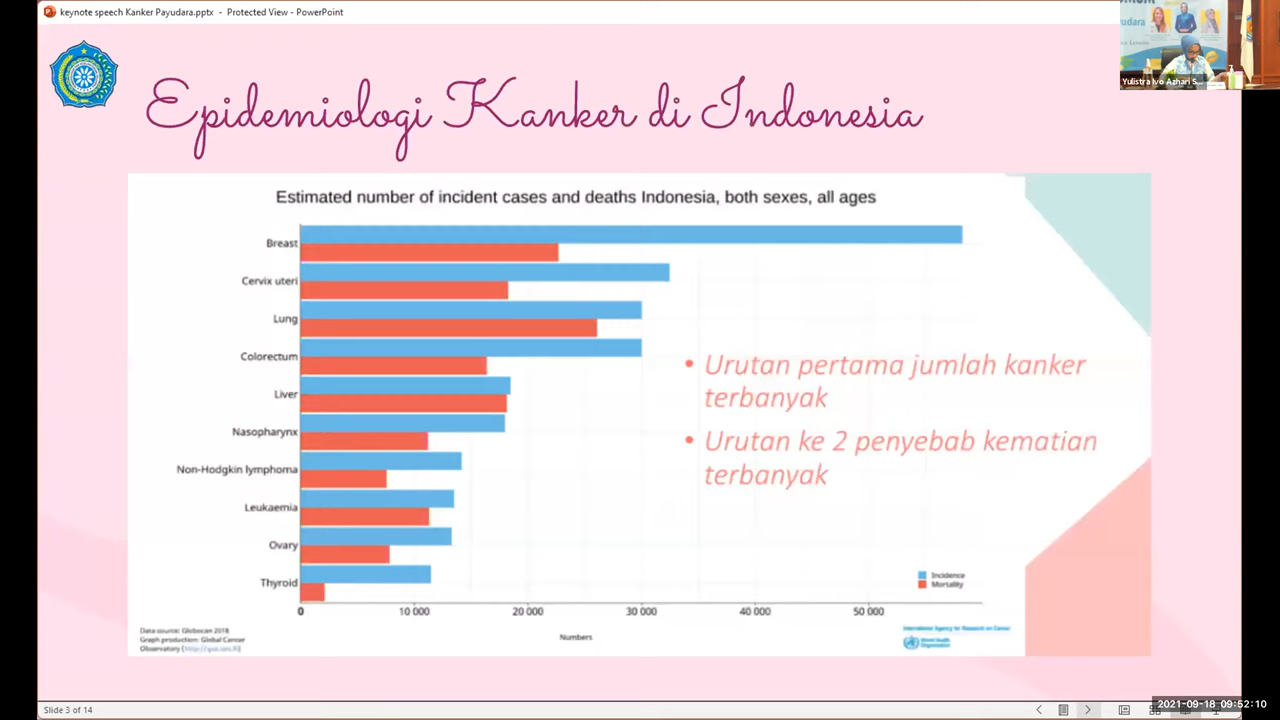 keynote speech Kanker Payudara.pptx - Protected View - PowerPoint
Epidemiologi Kanker di Indonesia
Estimated number of incident cases and deaths Indonesia, both sexes, all ages
Breast
Cervix uteri
Lung
Colorectum
Liver
Nasopharynx
Non-Hodgkin lymphoma
Leukaemia
Ovary
Thyroid
• Urutan pertama jumlah kanker
terbanyak
• Urutan ke 2 penyebab kematian
terbanyak
Incidence
Mortality
0 10 000 20 000 30 000 40 000 50 000
Numbers
Data source: Globocan 2018
Graph production: Global Cancer
Observatory
International Agency for Research on Cancer
World Health
Organization
Yulistra Ivo Azhari S...
Slide 3 of 14
2021-09-18 09:52:10